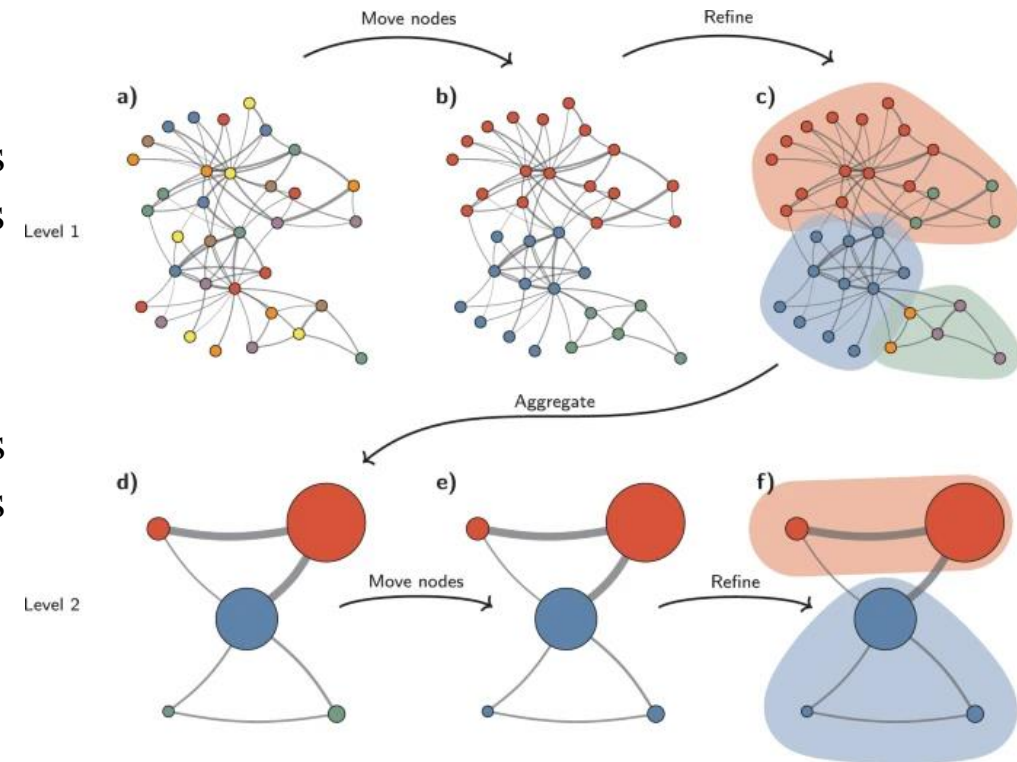 Move nodes
Refine
a)
b)
c)
s
s
Level 1
Aggregate
s
s
d)
e)
f)
Move nodes
Refine
Level 2